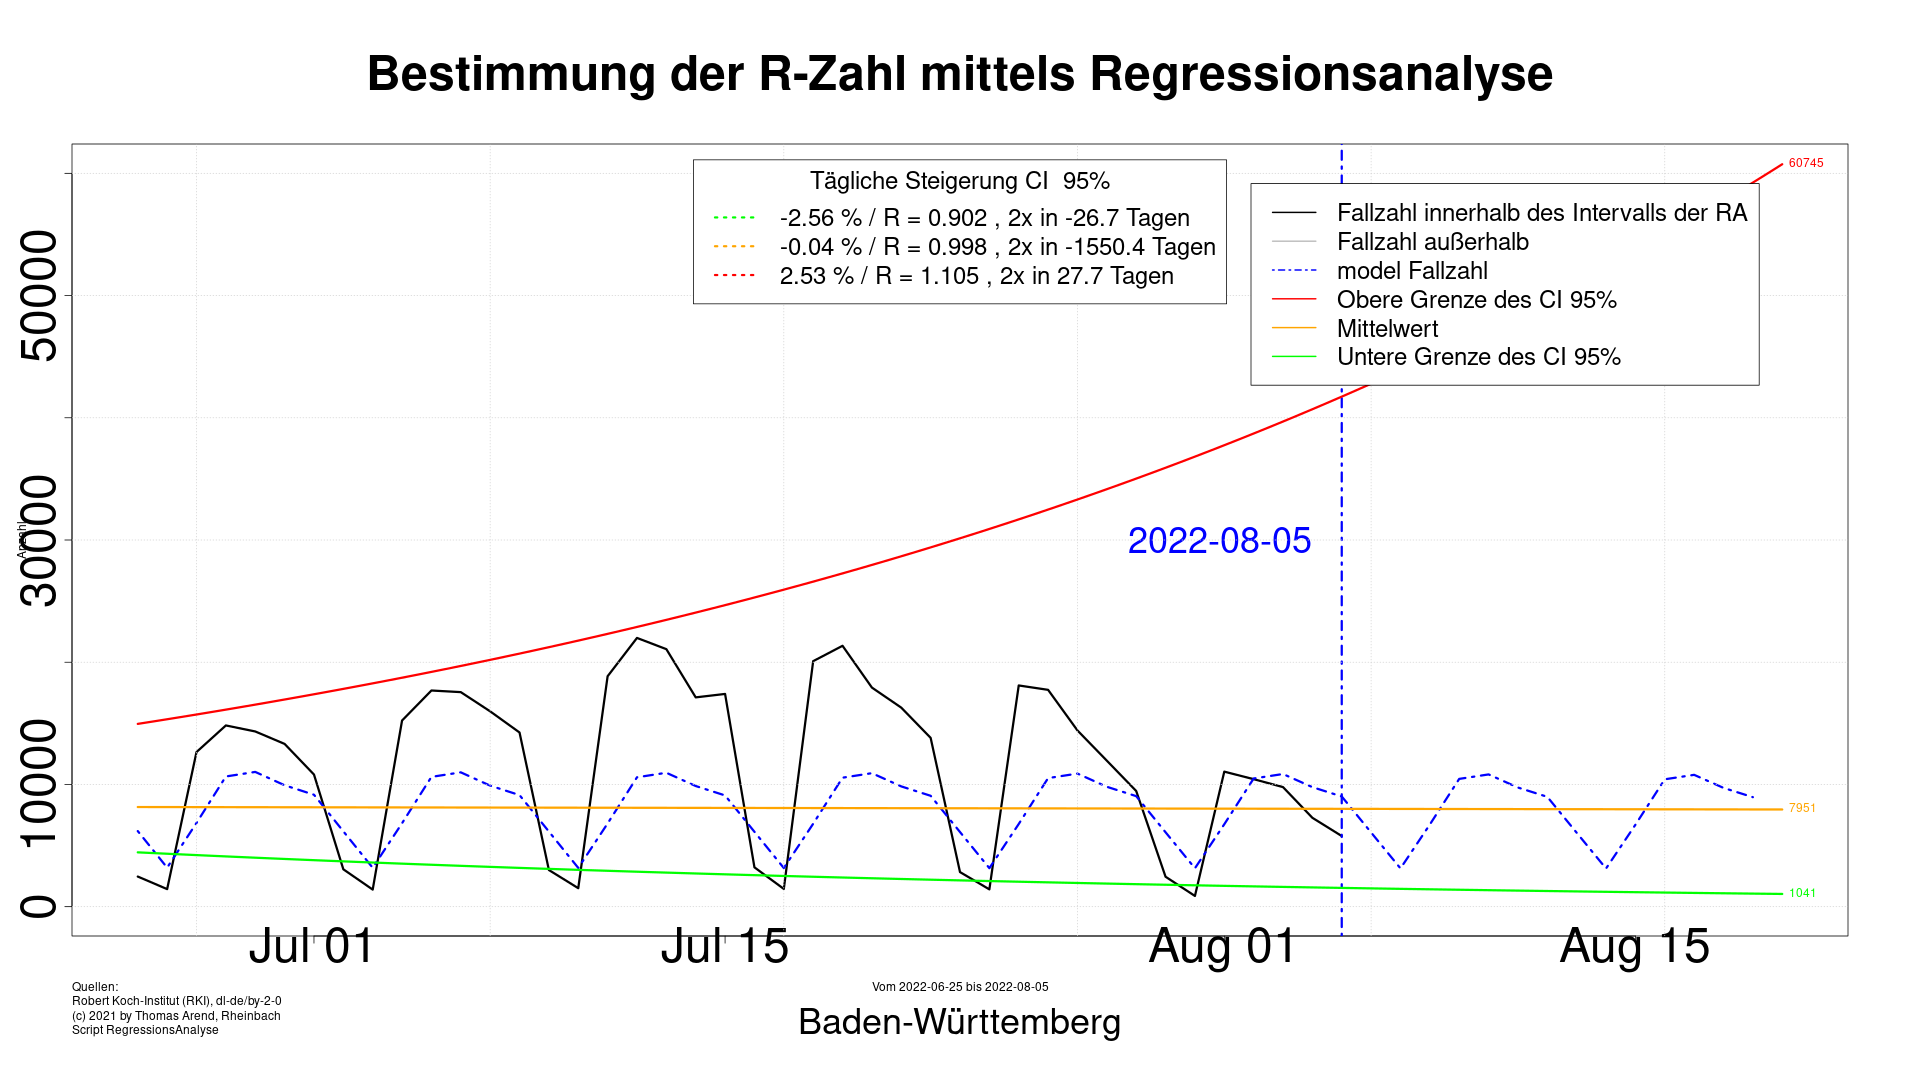 Bestimmung der R-Zahl mittels Regressionsanalyse
Tägliche Steigerung CI  95%
-2.56 % / R = 0.902 , 2x in -26.7 Tagen
-0.04 % / R = 0.998 , 2x in -1550.4 Tagen
2.53 % / R = 1.105 , 2x in 27.7 Tagen
60745
Fallzahl innerhalb des Intervalls der RA
Fallzahl außerhalb
model Fallzahl
Obere Grenze des CI 95%
Mittelwert
Untere Grenze des CI 95%
50000
30000
10000
0
Anzahl
2022-08-05
7951
1041
Jul 01
Jul 15
Aug 01
Aug 15
Quellen:
Robert Koch-Institut (RKI), dl-de/by-2-0
(c) 2021 by Thomas Arend, Rheinbach
Script RegressionsAnalyse
Vom 2022-06-25 bis 2022-08-05
Baden-Württemberg